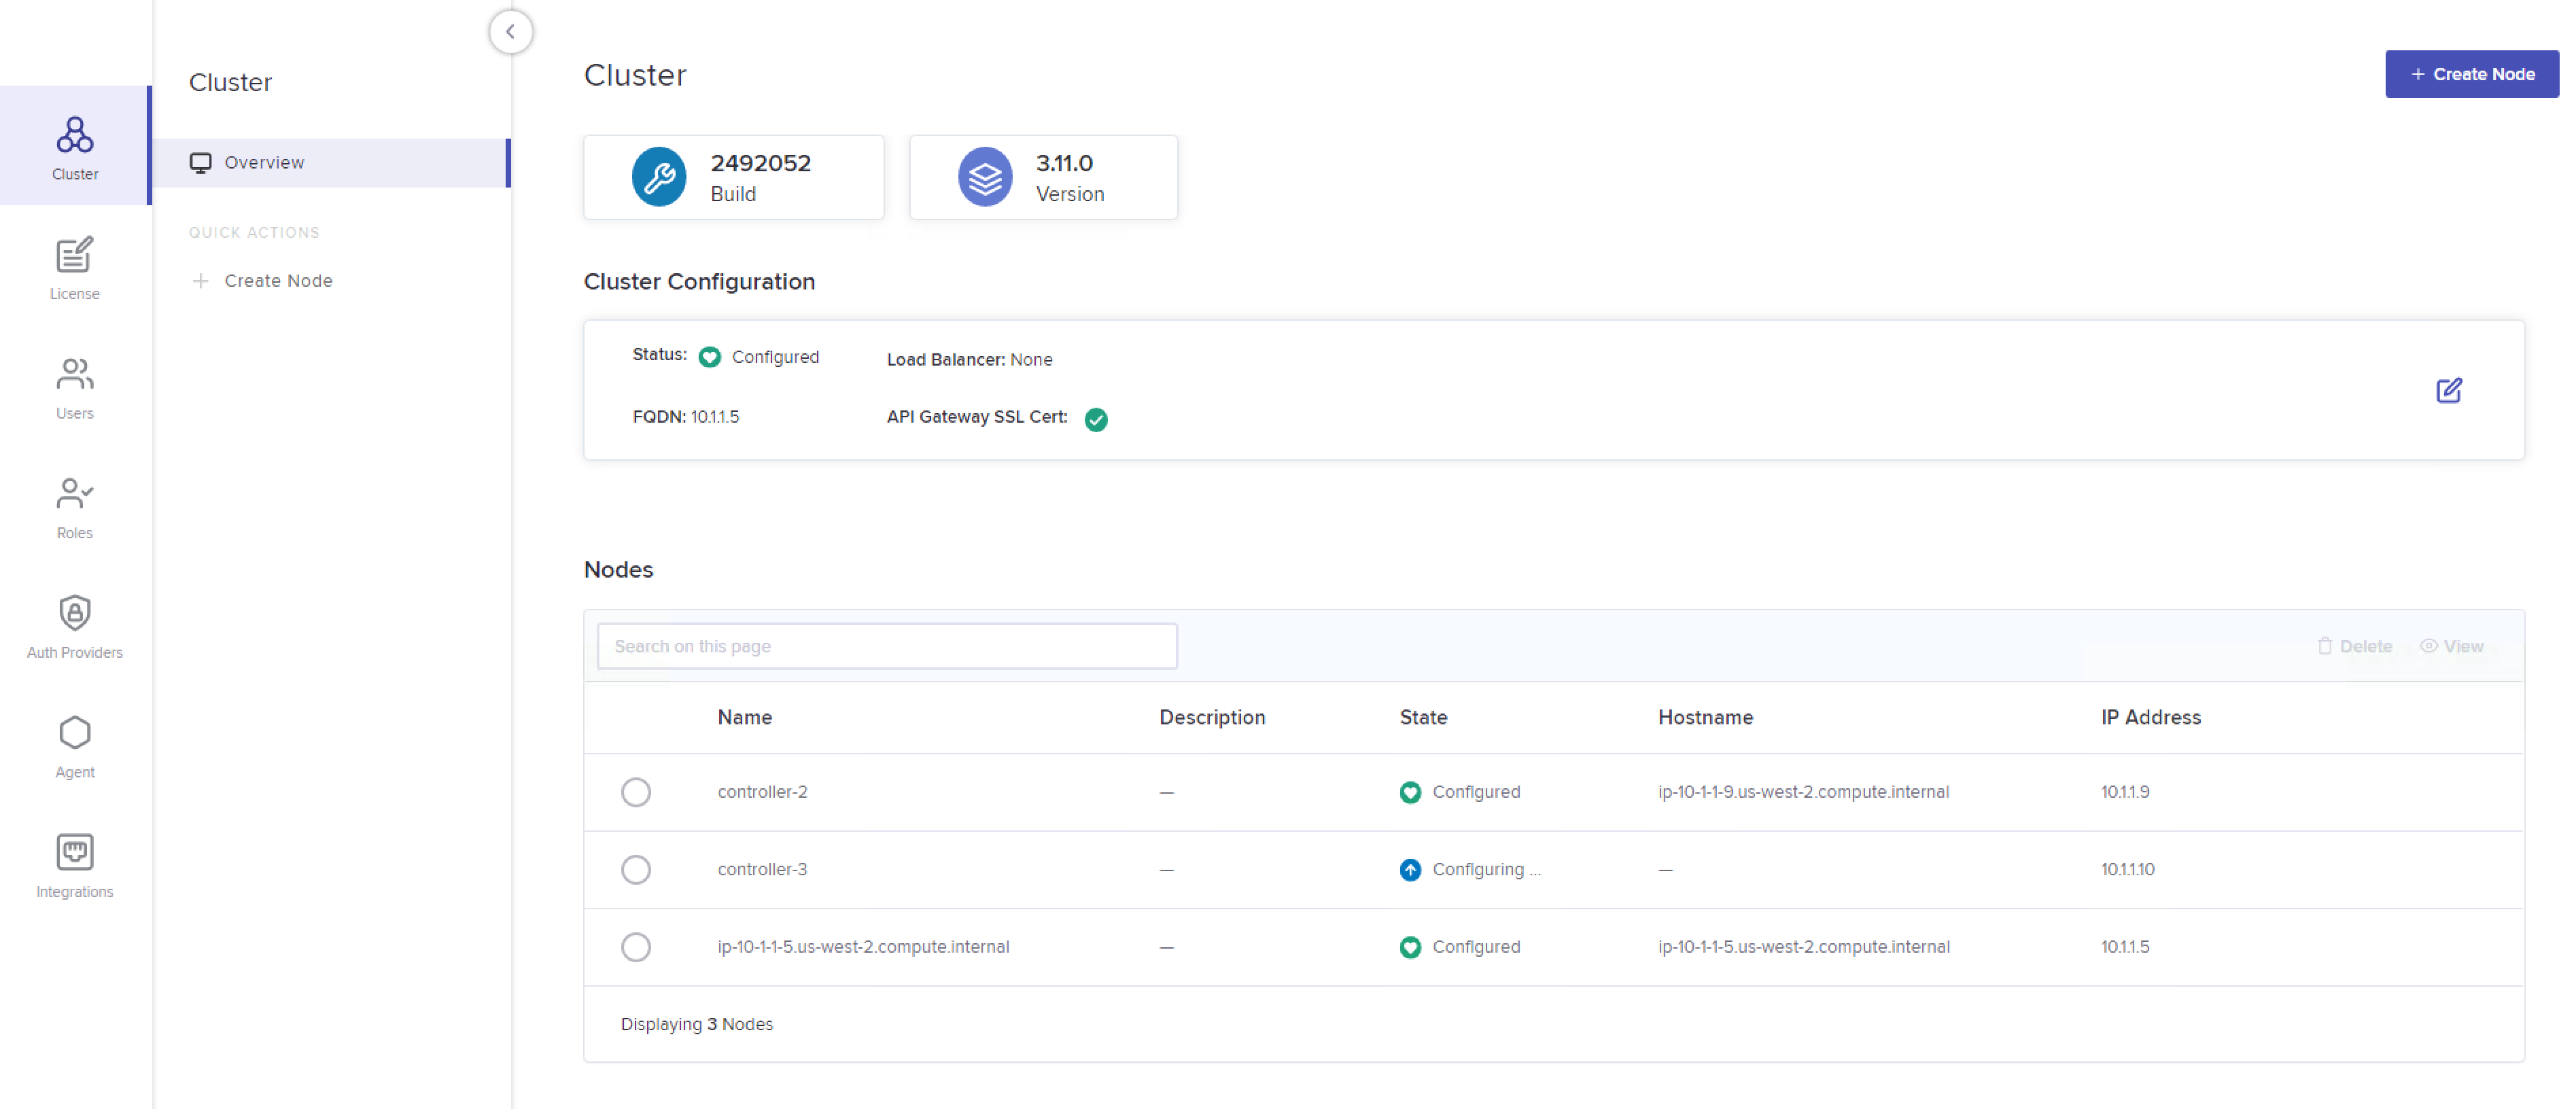 Cluster
License
Users
Roles
Auth Providers
Agent
Integrations
Cluster
Overview
QUICK ACTIONS
Create Node
Cluster
+ Create Node
2492052
Build
3.11.0
Version
Cluster Configuration
Status: Configured
Load Balancer: None
FQDN: 10.1.1.5
API Gateway SSL Cert:
Nodes
Search on this page
Delete
View
Name Description State Hostname IP Address
controller-2 — Configured ip-10-1-1-9.us-west-2.compute.internal 10.1.1.9
controller-3 — Configuring ... — 10.1.1.10
ip-10-1-1-5.us-west-2.compute.internal — Configured ip-10-1-1-5.us-west-2.compute.internal 10.1.1.5
Displaying 3 Nodes